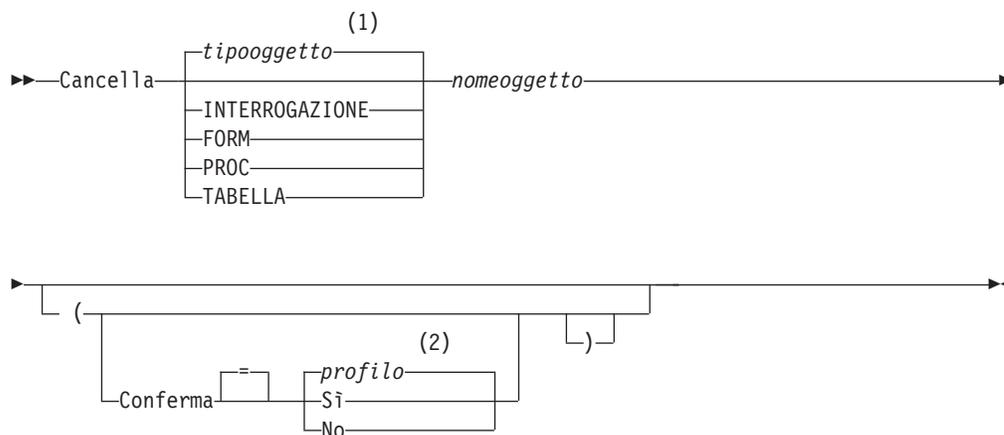 (1)
tipooggetto
Cancella nomeoggetto
INTERROGAZIONE
FORM
PROC
TABELLA
( )
(2)
= profilo
Conferma Sì
No